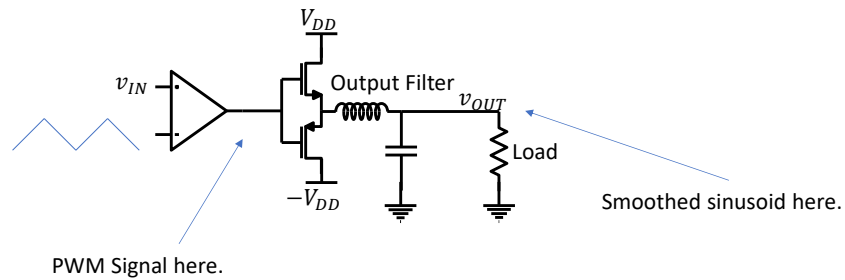 V_DD
v_IN
Output Filter
v_OUT
Load
−V_DD
Smoothed sinusoid here.
PWM Signal here.